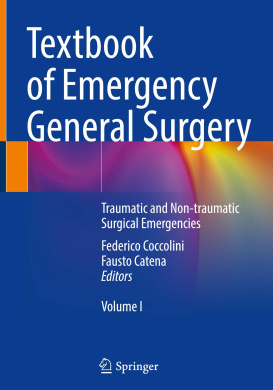 Textbook
of Emergency
General Surgery
Traumatic and Non-traumatic
Surgical Emergencies
Federico Coccolini
Fausto Catena
Editors
Volume I
Springer